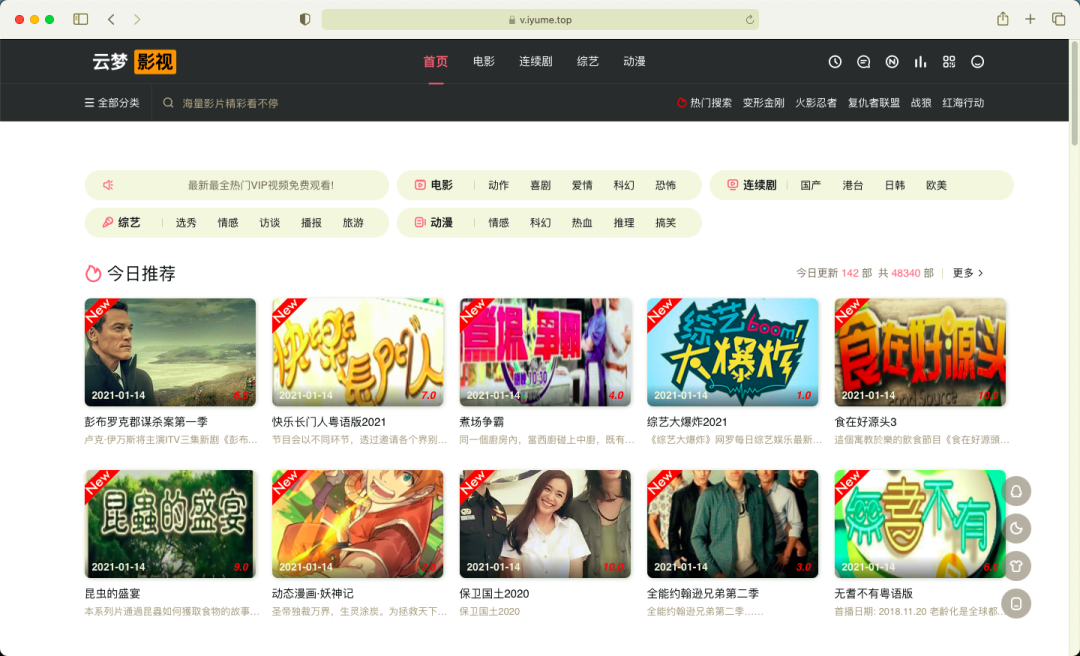 v.iyume.top
云梦 影视 首页 电影 连续剧 综艺 动漫
全部分类 海量影片精彩看不停 热门搜索 变形金刚 火影忍者 复仇者联盟 战狼 红海行动
最新最全热门VIP视频免费观看! 电影 动作 喜剧 爱情 科幻 恐怖 连续剧 国产 港台 日韩 欧美
综艺 选秀 情感 访谈 播报 旅游 动漫 情感 科幻 热血 推理 搞笑
今日推荐 今日更新 142 部 共 48340 部 更多
New New New New New
快乐长门人 煮場爭霸 逢晚10:30 综艺boom!大爆炸 食在好源头
2021-01-14 2021-01-14 7.0 2021-01-14 4.0 2021-01-14 1.0 2021-01-14 10.0
彭布罗克郡谋杀案第一季 快乐长门人粤语版2021 煮场争霸 综艺大爆炸2021 食在好源头3
卢克·伊万斯将主演ITV三集新剧《彭布... 节目会以不同环节，透过邀请各个界别... 同一個廚房內，當西廚碰上中廚，既有... 《综艺大爆炸》网罗每日综艺娱乐最新... 這個寓教於樂的飲食節目《食在好源頭...
New New New New New
昆蟲的盛宴 無耆不有
2021-01-14 9.0 2021-01-14 2021-01-14 10.0 2021-01-14 3.0 2021-01-14
昆虫的盛宴 动态漫画·妖神记 保卫国土2020 全能约翰逊兄弟第二季 无耆不有粤语版
本系列片通過昆蟲如何獲取食物的故事... 圣帝独裁万界，生灵涂炭。为拯救天下... 保卫国土2020 全能约翰逊兄弟第二季…… 首播日期: 2018.11.20 老龄化是全球都...